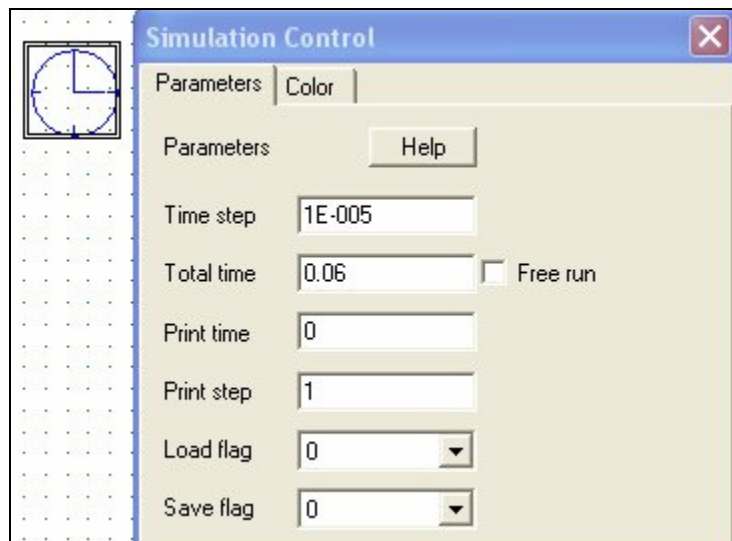 Simulation Control
Parameters Color
Parameters Help
Time step 1E-005
Total time 0.06 Free run
Print time 0
Print step 1
Load flag 0
Save flag 0